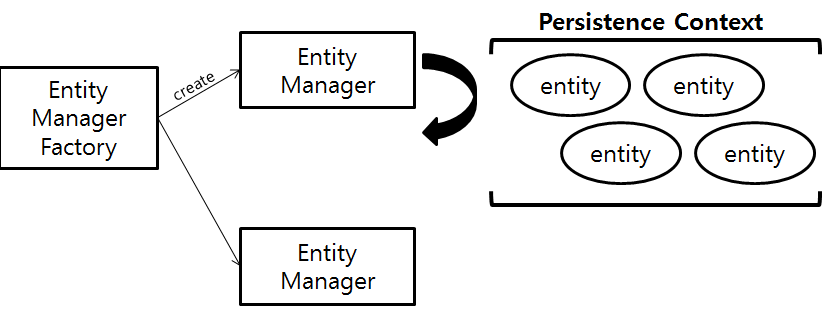 Persistence Context
Entity
Manager
Factory
create
Entity
Manager
entity
entity
entity
entity
Entity
Manager